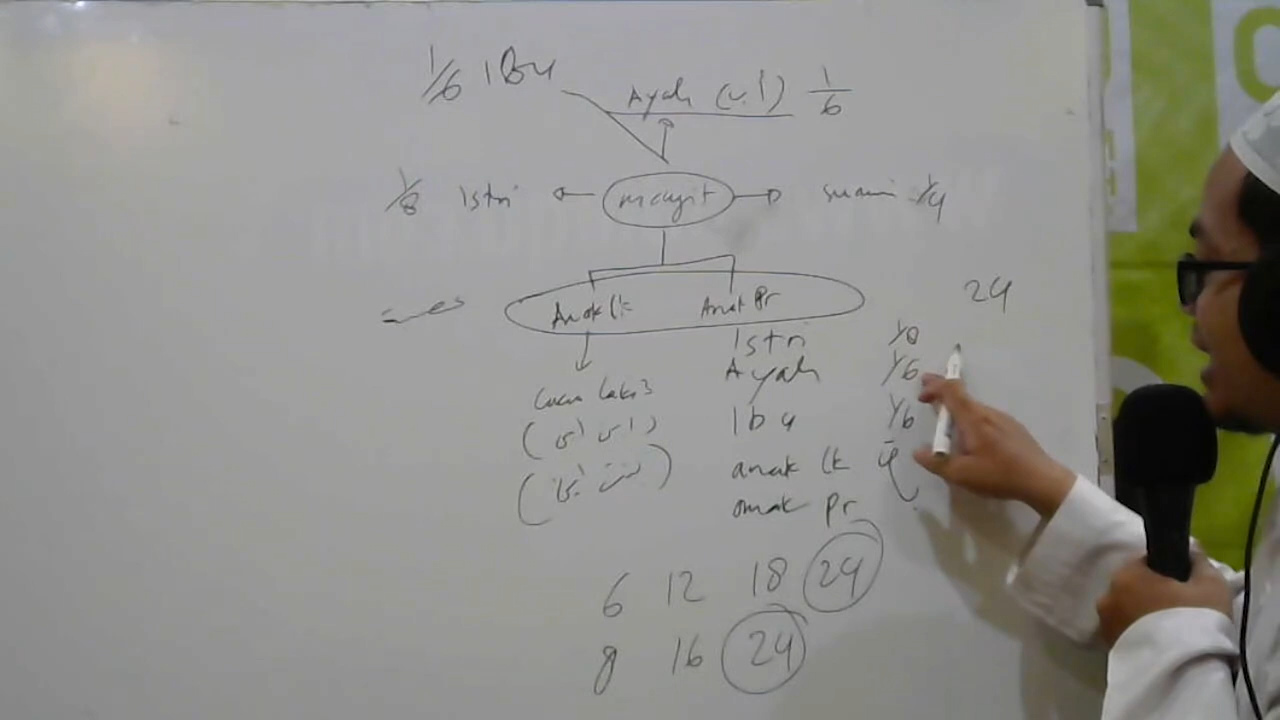 1/6 Ibu
Ayah 1/6
1/8 Istri
mayit
suami 1/4
Anak lk
Anak Pr
24
Istri 1/8
Ayah 1/6
Cucu laki²
Ibu 1/6
anak lk
anak pr
6 12 18 24
8 16 24